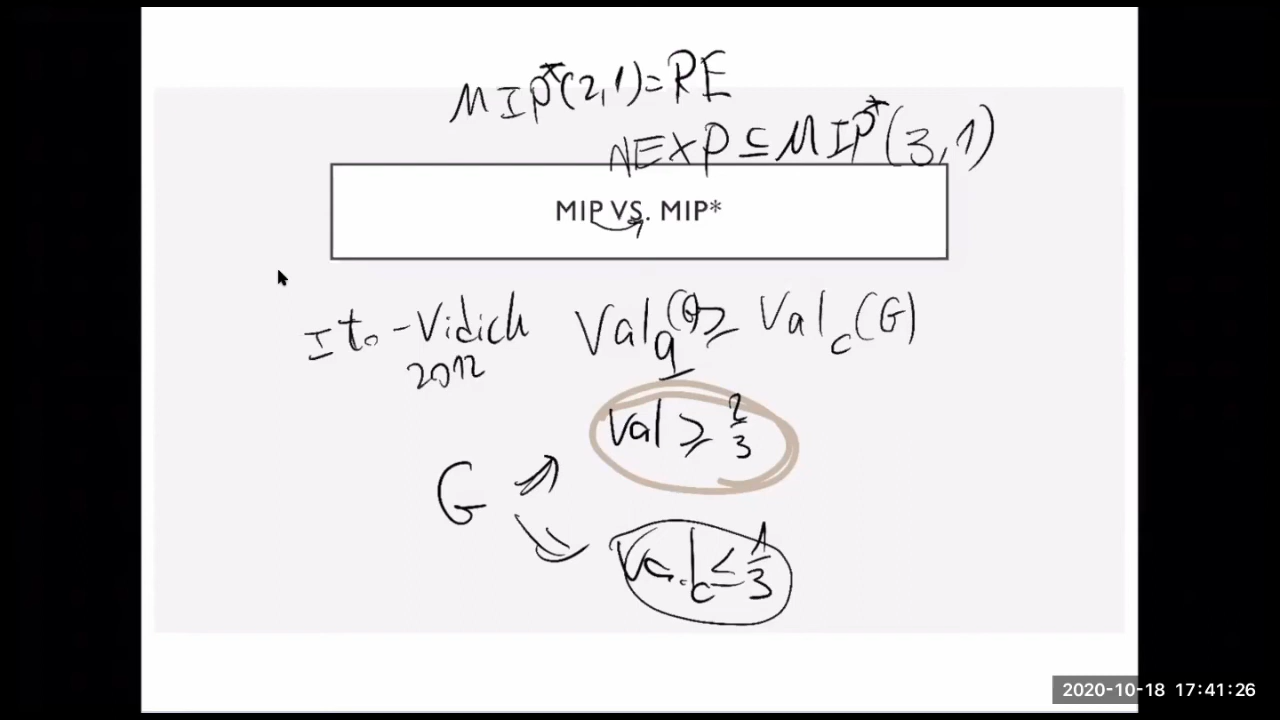 MIP*(2,1)=RE
NEXP ⊆ MIP*(3,1)
MIP VS. MIP*
Ito-Vidick Val_q(G) ≥ Val_c(G)
2012
Val ≥ 2/3
G
Val_c ≤ 1/3
2020-10-18 17:41:26